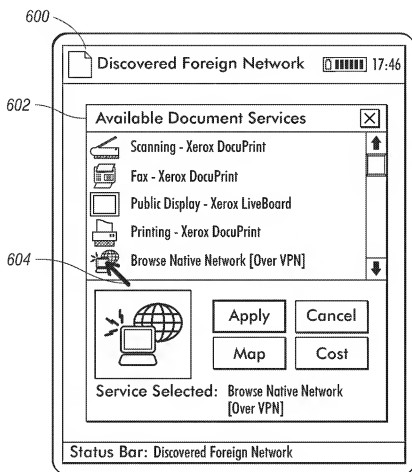 600
Discovered Foreign Network 17:46
602
Available Document Services
Scanning - Xerox DocuPrint
Fax - Xerox DocuPrint
Public Display - Xerox LiveBoard
Printing - Xerox DocuPrint
604
Browse Native Network [Over VPN]
Apply Cancel
Map Cost
Service Selected: Browse Native Network
[Over VPN]
Status Bar: Discovered Foreign Network